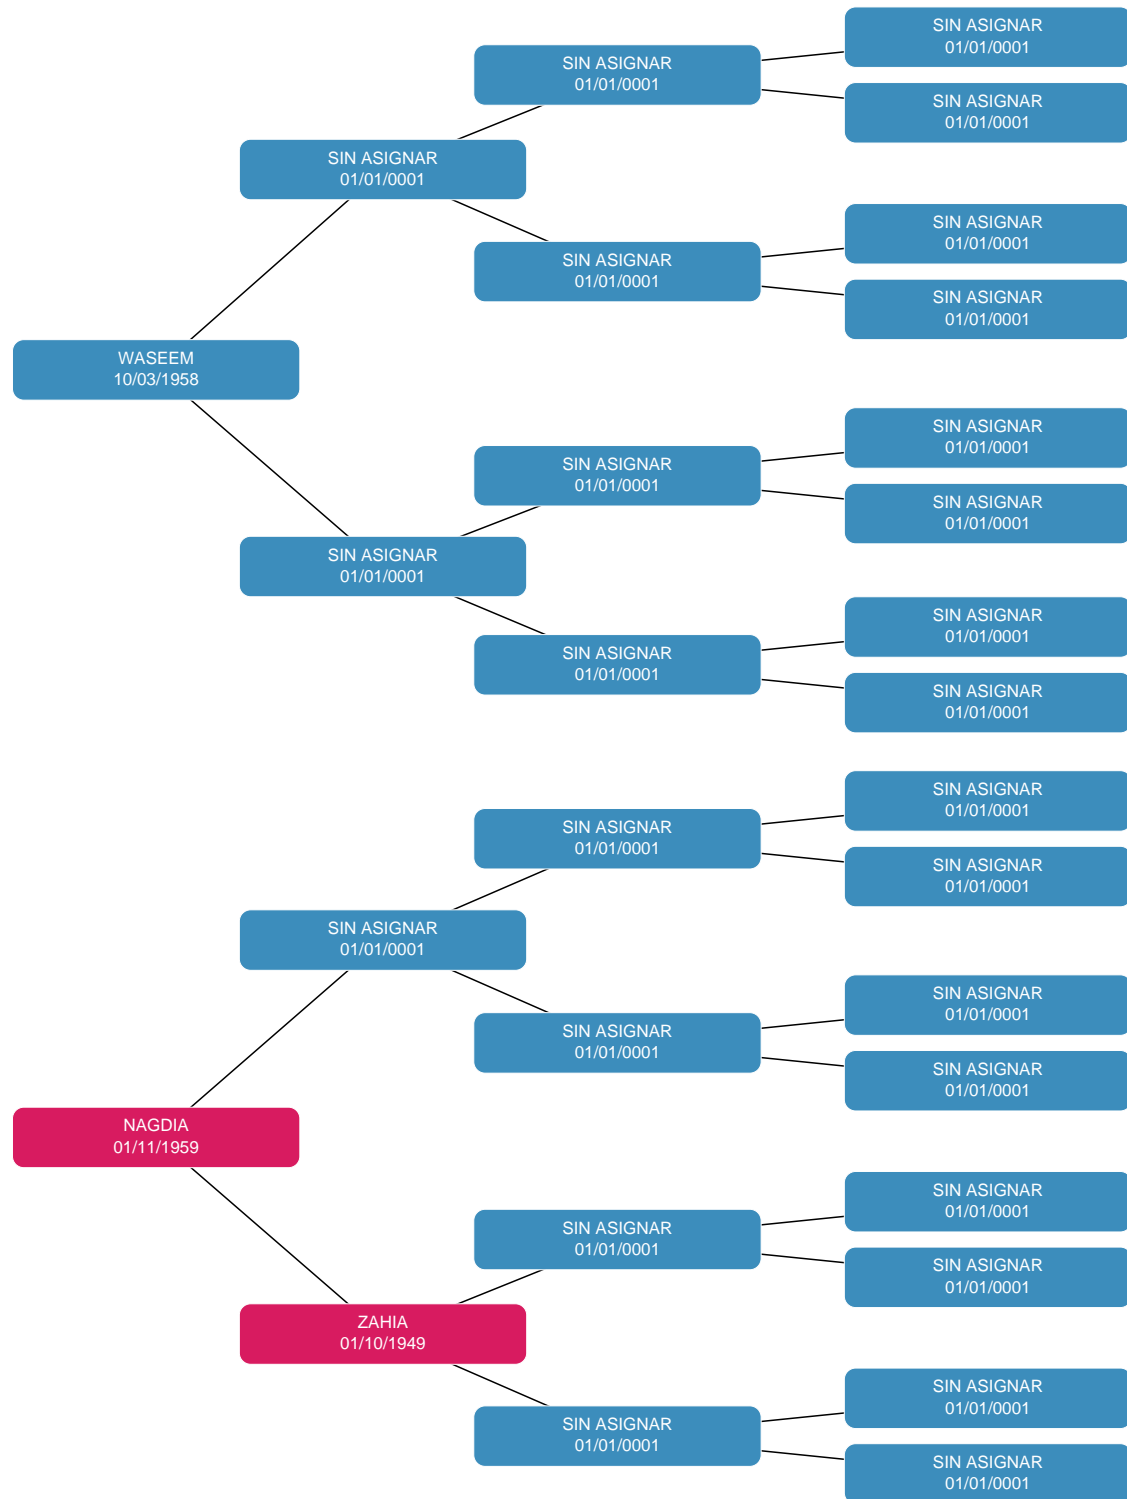 SIN ASIGNAR
01/01/0001
SIN ASIGNAR
01/01/0001
SIN ASIGNAR
01/01/0001
SIN ASIGNAR
01/01/0001
SIN ASIGNAR
01/01/0001
SIN ASIGNAR
01/01/0001
SIN ASIGNAR
01/01/0001
WASEEM
10/03/1958
SIN ASIGNAR
01/01/0001
SIN ASIGNAR
01/01/0001
SIN ASIGNAR
01/01/0001
SIN ASIGNAR
01/01/0001
SIN ASIGNAR
01/01/0001
SIN ASIGNAR
01/01/0001
SIN ASIGNAR
01/01/0001
SIN ASIGNAR
01/01/0001
SIN ASIGNAR
01/01/0001
SIN ASIGNAR
01/01/0001
SIN ASIGNAR
01/01/0001
SIN ASIGNAR
01/01/0001
SIN ASIGNAR
01/01/0001
SIN ASIGNAR
01/01/0001
NAGDIA
01/11/1959
SIN ASIGNAR
01/01/0001
SIN ASIGNAR
01/01/0001
SIN ASIGNAR
01/01/0001
ZAHIA
01/10/1949
SIN ASIGNAR
01/01/0001
SIN ASIGNAR
01/01/0001
SIN ASIGNAR
01/01/0001